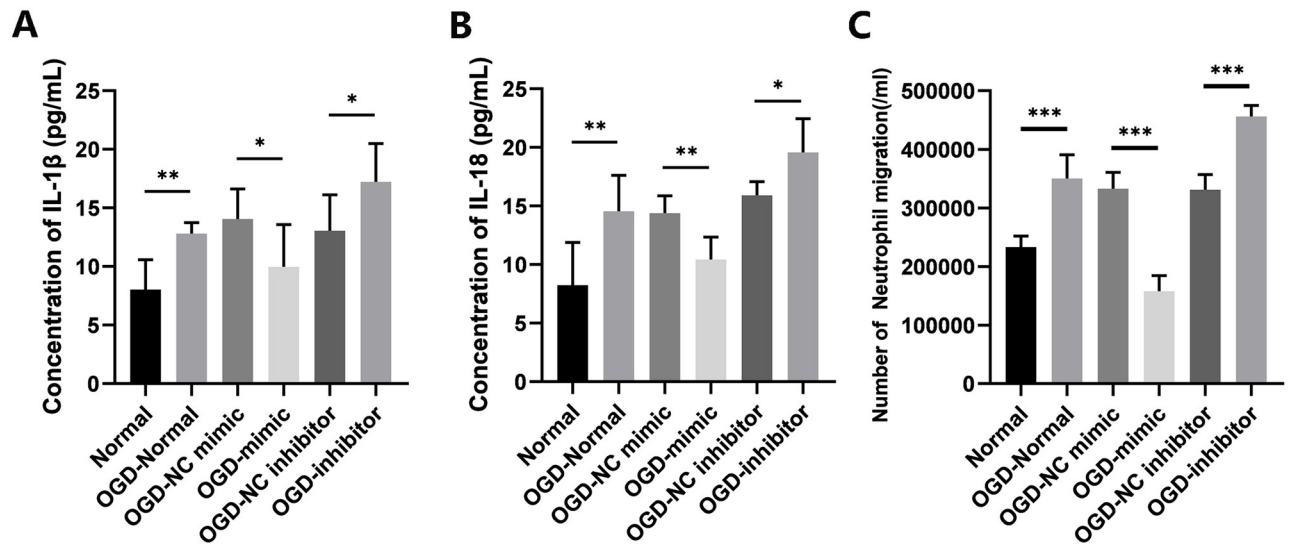 A
Concentration of IL-1β (pg/mL)
25
20
15
10
5
0
**
*
*
Normal
OGD-Normal
OGD-NC mimic
OGD-mimic
OGD-NC inhibitor
OGD-inhibitor
B
Concentration of IL-18 (pg/mL)
25
20
15
10
5
0
**
**
*
Normal
OGD-Normal
OGD-NC mimic
OGD-mimic
OGD-NC inhibitor
OGD-inhibitor
C
Number of Neutrophil migration(/ml)
500000
400000
300000
200000
100000
0
***
***
***
Normal
OGD-Normal
OGD-NC mimic
OGD-mimic
OGD-NC inhibitor
OGD-inhibitor